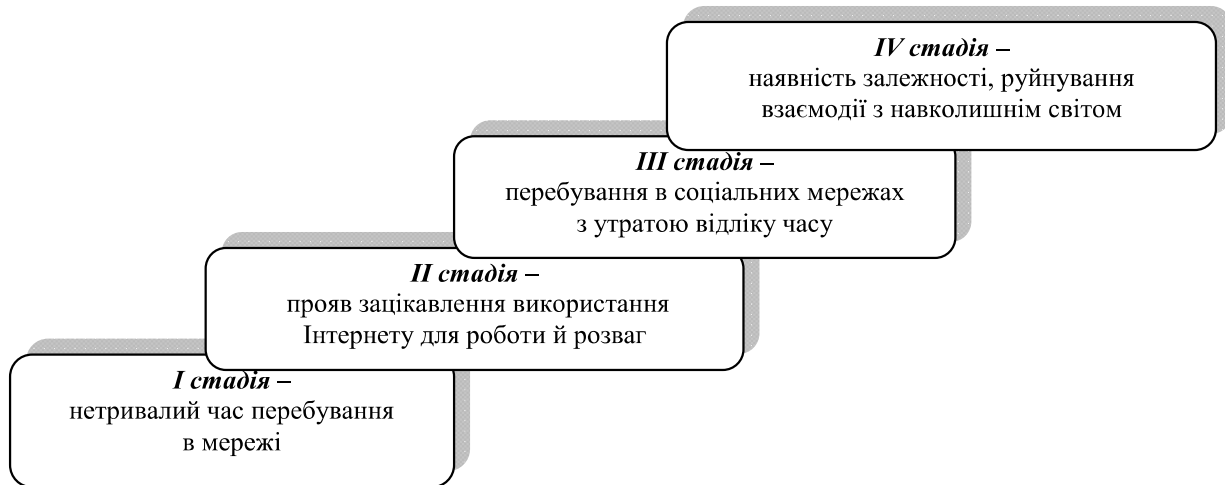 IV стадія –
наявність залежності, руйнування
взаємодії з навколишнім світом
III стадія –
перебування в соціальних мережах
з утратою відліку часу
II стадія –
прояв зацікавлення використання
Інтернету для роботи й розваг
I стадія –
нетривалий час перебування
в мережі